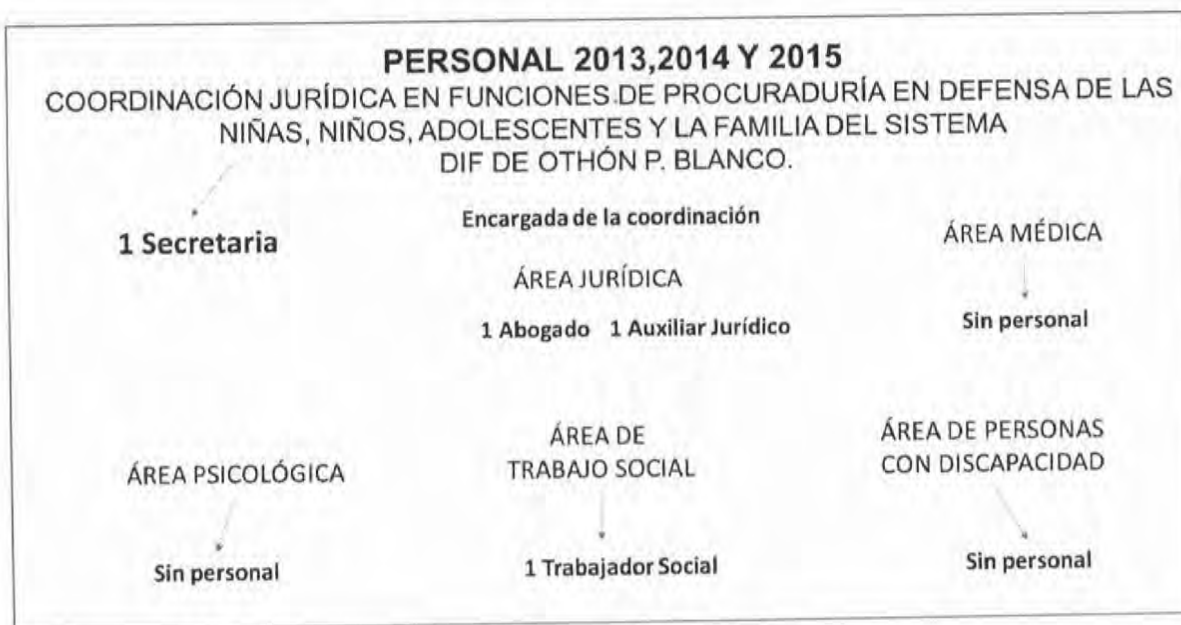 PERSONAL 2013,2014 Y 2015
COORDINACIÓN JURÍDICA EN FUNCIONES.DE PROCURADURÍA EN DEFENSA DE LAS
NIÑAS, NIÑOS, ADOLESCENTES Y LA FAMILIA DEL SISTEMA
DIF DE OTHÓN P. BLANCO.
1 Secretaria
Encargada de la coordinación
ÁREA JURÍDICA
1 Abogado 1 Auxiliar Jurídico
ÁREA MÉDICA
Sin personal
ÁREA PSICOLÓGICA
Sin personal
ÁREA DE
TRABAJO SOCIAL
1 Trabajador Social
ÁREA DE PERSONAS
CON DISCAPACIDAD
Sin personal